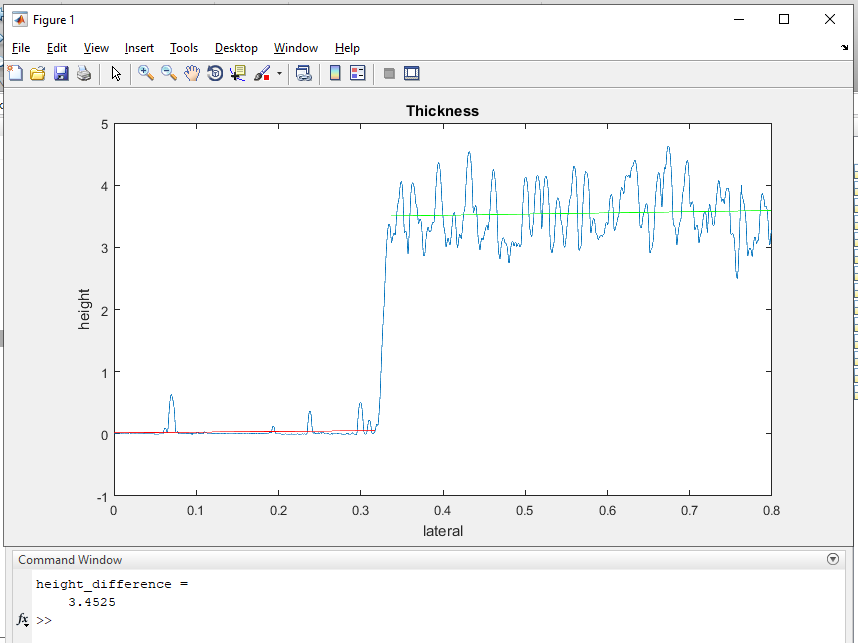 Figure 1
File Edit View Insert Tools Desktop Window Help
Thickness
5
4
3
2
1
0
-1
height
0 0.1 0.2 0.3 0.4 0.5 0.6 0.7 0.8
lateral
Command Window
height_difference =
3.4525
fx >>